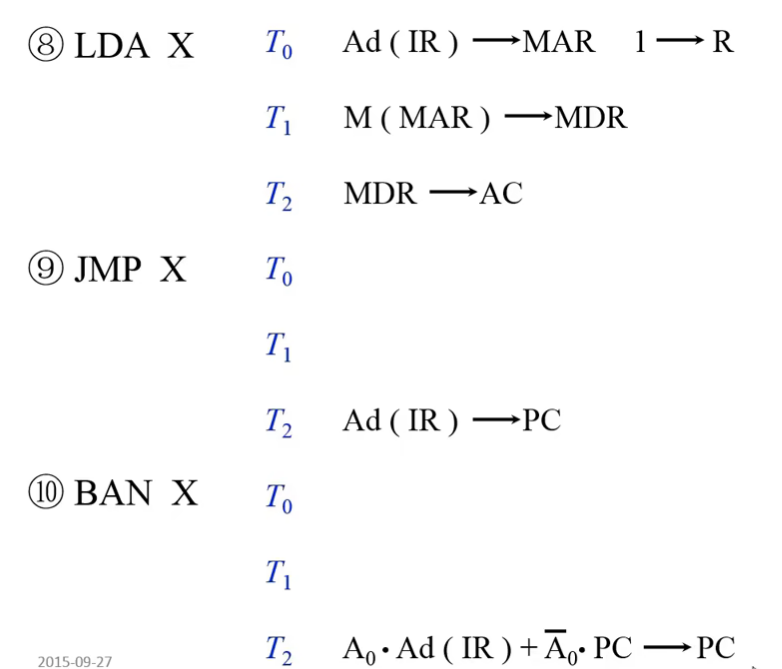 ⑧ LDA X T₀ Ad ( IR ) ⟶ MAR 1 ⟶ R
T₁ M ( MAR ) ⟶ MDR
T₂ MDR ⟶ AC
⑨ JMP X T₀
T₁
T₂ Ad ( IR ) ⟶ PC
⑩ BAN X T₀
T₁
T₂ A₀ • Ad ( IR ) + A̅₀ • PC ⟶ PC
2015-09-27